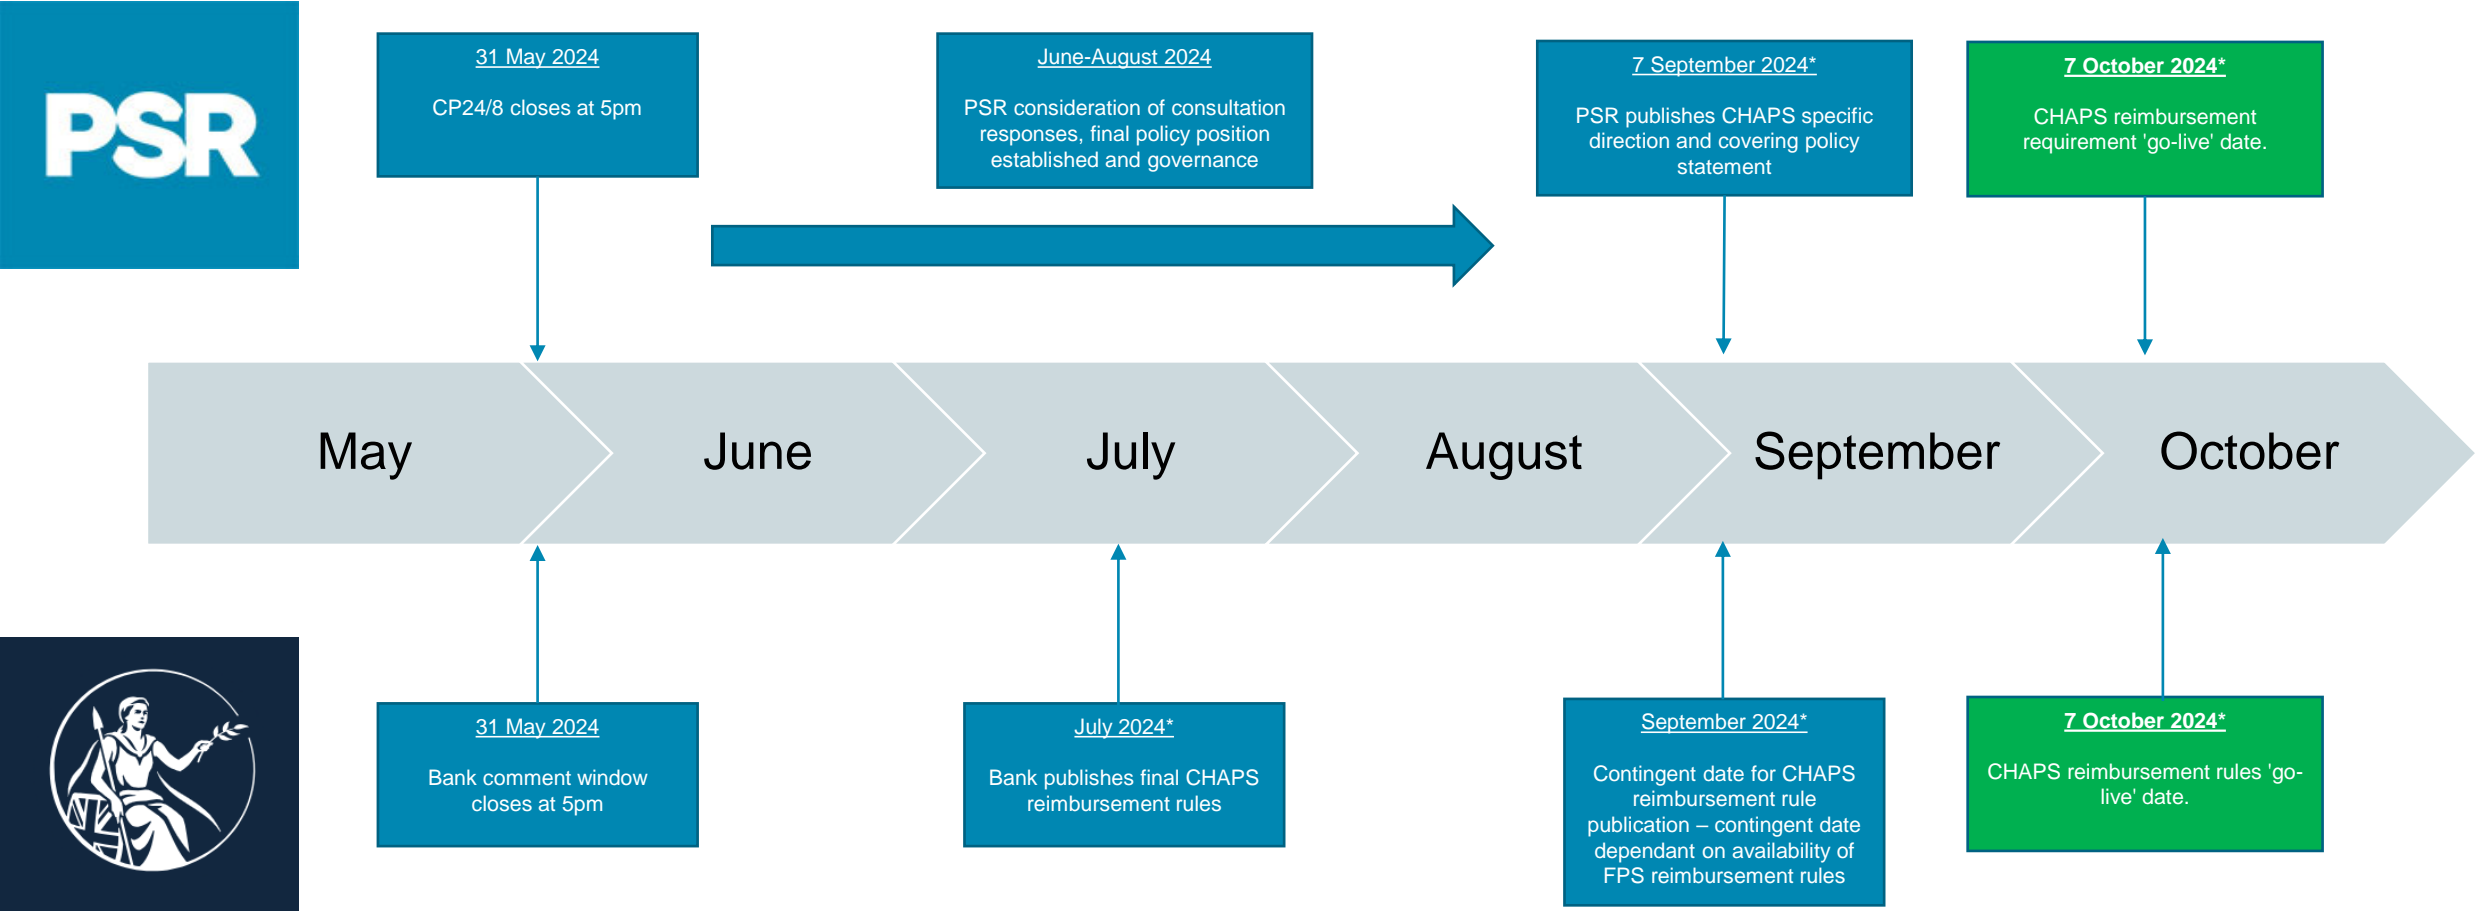 PSR
31 May 2024
CP24/8 closes at 5pm
June-August 2024
PSR consideration of consultation
responses, final policy position
established and governance
7 September 2024*
PSR publishes CHAPS specific
direction and covering policy
statement
7 October 2024*
CHAPS reimbursement
requirement 'go-live' date.
May
June
July
August
September
October
31 May 2024
Bank comment window
closes at 5pm
July 2024*
Bank publishes final CHAPS
reimbursement rules
September 2024*
Contingent date for CHAPS
reimbursement rule
publication – contingent date
dependant on availability of
FPS reimbursement rules
7 October 2024*
CHAPS reimbursement rules 'go-
live' date.